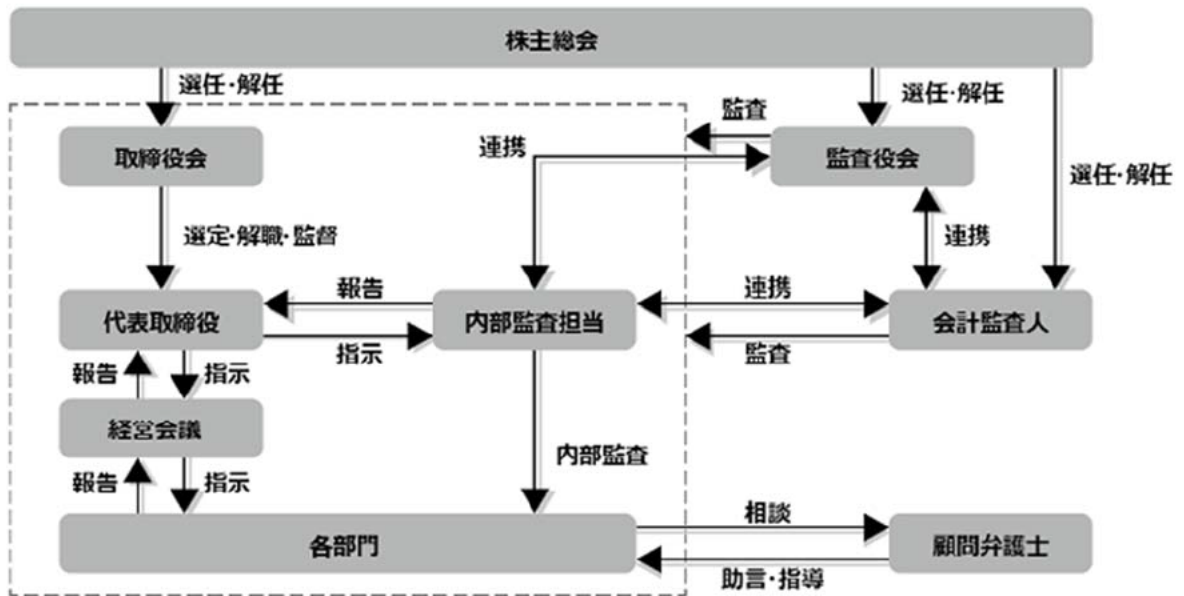 株主総会
選任・解任
選任・解任
選任・解任
監査
取締役会
連携
監査役会
選定・解職・監督
連携
報告
連携
代表取締役
内部監査担当
会計監査人
指示
監査
報告
指示
経営会議
内部監査
報告
指示
相談
各部門
顧問弁護士
助言・指導